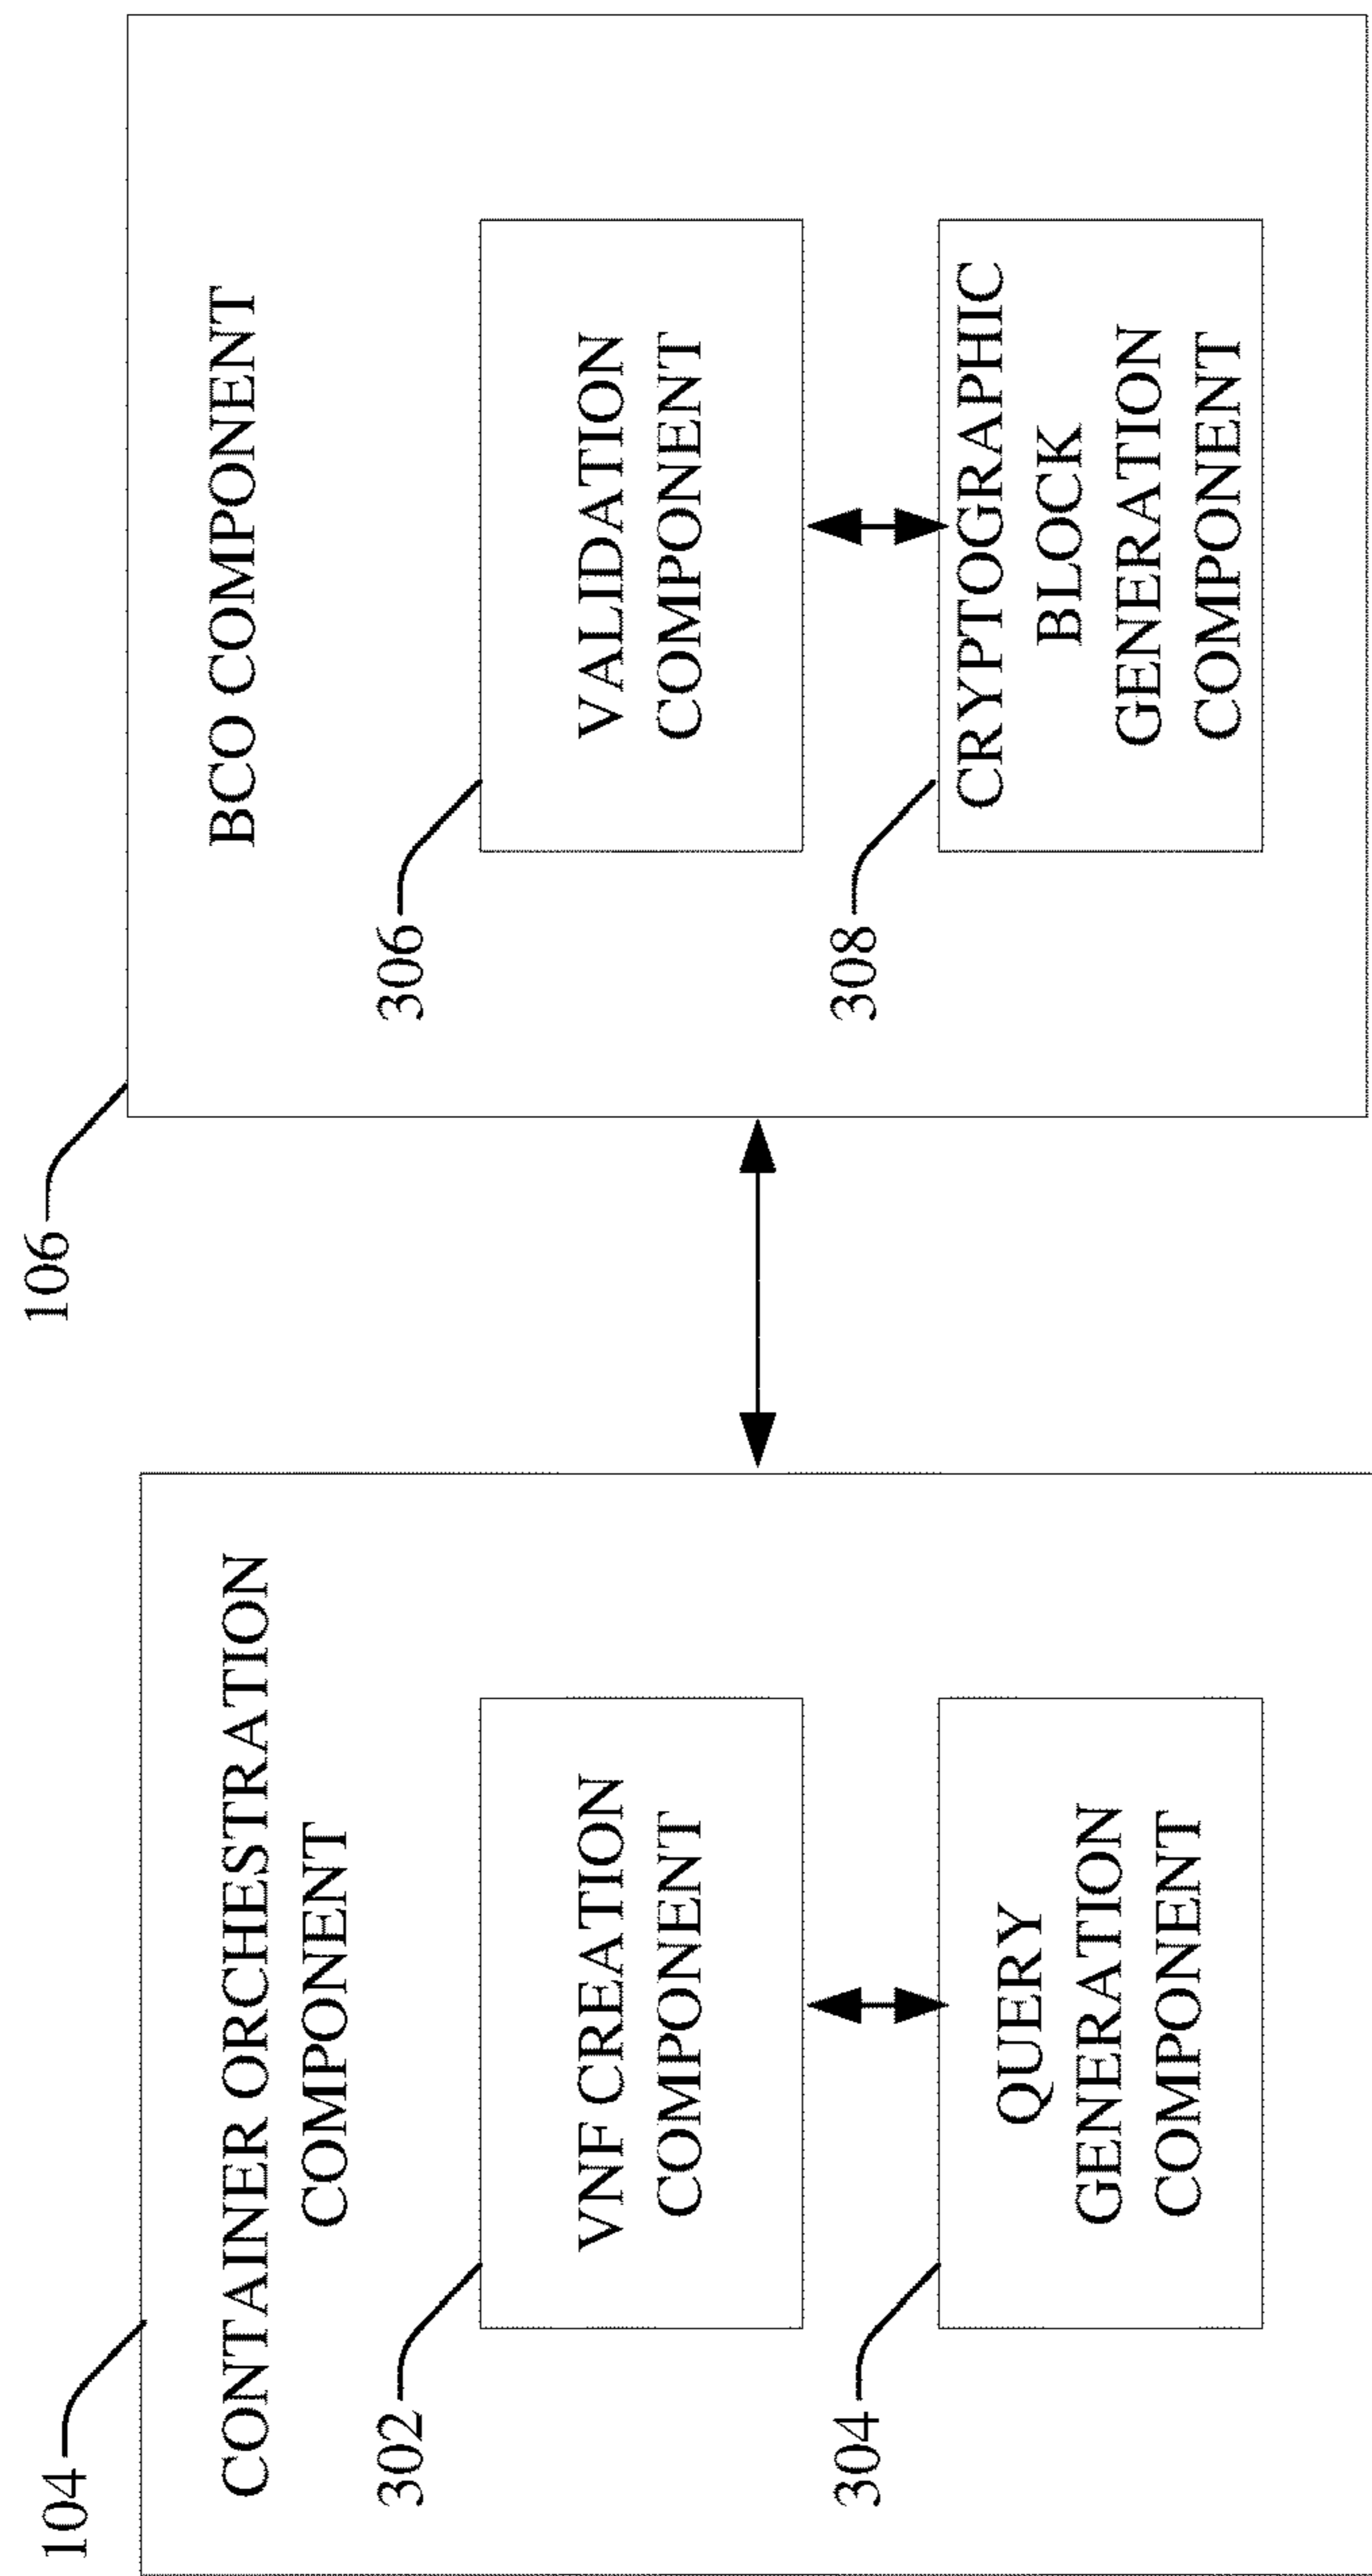 104
CONTAINER ORCHESTRATION
COMPONENT
302
VNF CREATION
COMPONENT
304
QUERY
GENERATION
COMPONENT
106
BCO COMPONENT
306
VALIDATION
COMPONENT
308
CRYPTOGRAPHIC
BLOCK
GENERATION
COMPONENT